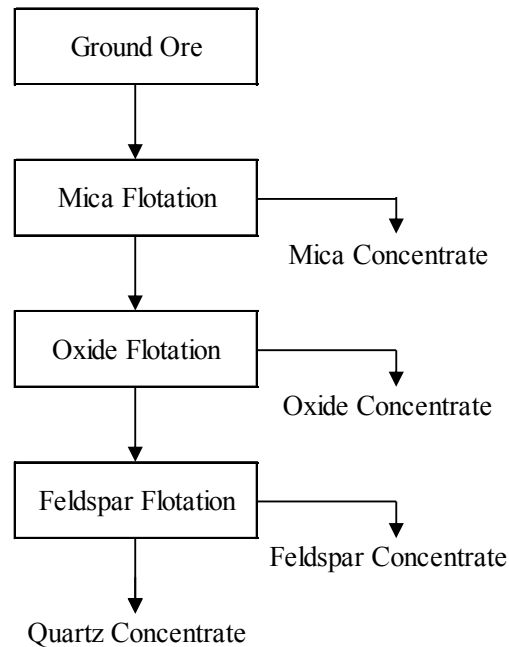 Ground Ore
Mica Flotation
Mica Concentrate
Oxide Flotation
Oxide Concentrate
Feldspar Flotation
Feldspar Concentrate
Quartz Concentrate